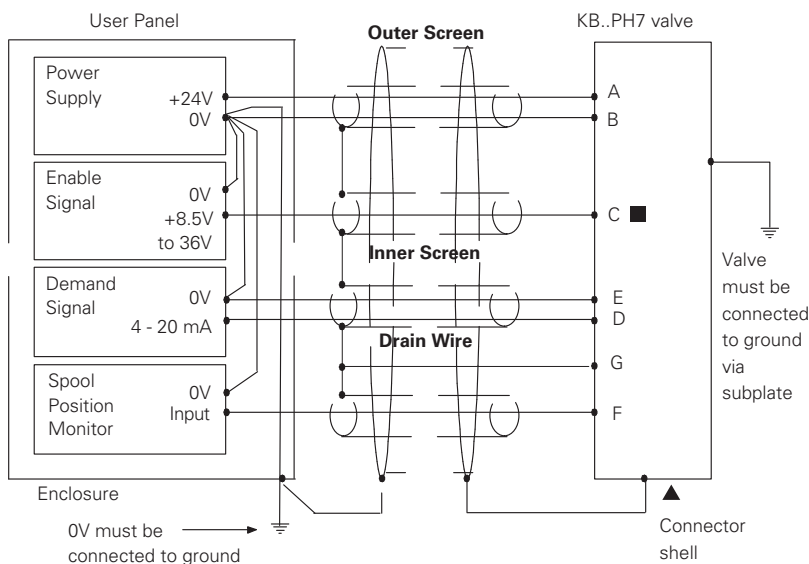 User Panel
Outer Screen
KB..PH7 valve
Power
Supply
+24V
0V
A
B
Enable
Signal
0V
+8.5V
to 36V
C
Inner Screen
Demand
Signal
0V
4 - 20 mA
E
D
Drain Wire
G
Spool
Position
Monitor
0V
Input
F
Valve
must be
connected
to ground
via
subplate
Enclosure
0V must be
connected to ground
Connector
shell